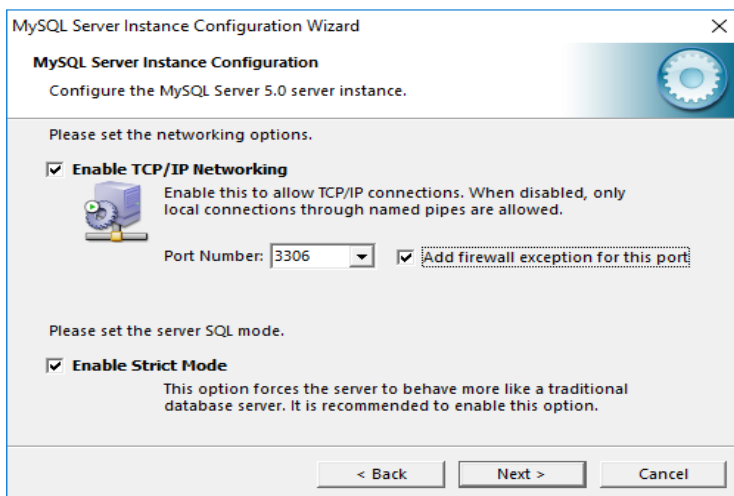 MySQL Server Instance Configuration Wizard
MySQL Server Instance Configuration
Configure the MySQL Server 5.0 server instance.
Please set the networking options.
Enable TCP/IP Networking
Enable this to allow TCP/IP connections. When disabled, only
local connections through named pipes are allowed.
Port Number: 3306 Add firewall exception for this port
Please set the server SQL mode.
Enable Strict Mode
This option forces the server to behave more like a traditional
database server. It is recommended to enable this option.
< Back Next > Cancel